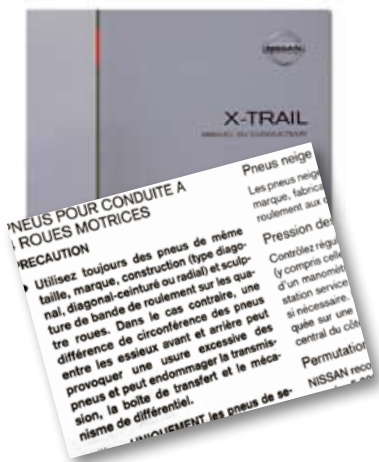 NISSAN
X-TRAIL
MANUEL DU CONDUCTEUR
PNEUS POUR CONDUITE A
ROUES MOTRICES
PRECAUTION
Utilisez toujours des pneus de même
taille, marque, construction (type diago-
nal, diagonal-ceinturé ou radial) et sculp-
ture de bande de roulement sur les qua-
tre roues. Dans le cas contraire, une
différence de circonférence des pneus
entre les essieux avant et arrière peut
provoquer une usure excessive des
pneus et peut endommager la transmis-
sion, la boîte de transfert et le méca-
nisme de différentiel.
UNIQUEMENT les pneus de se-
Pneus neige
Les pneus neige
marque, fabrica
roulement aux
Pression des
Contrôlez régu
(y compris celle
d'un manomèt
station service
si nécessaire.
quée sur une
central du côté
Permutation
NISSAN reco